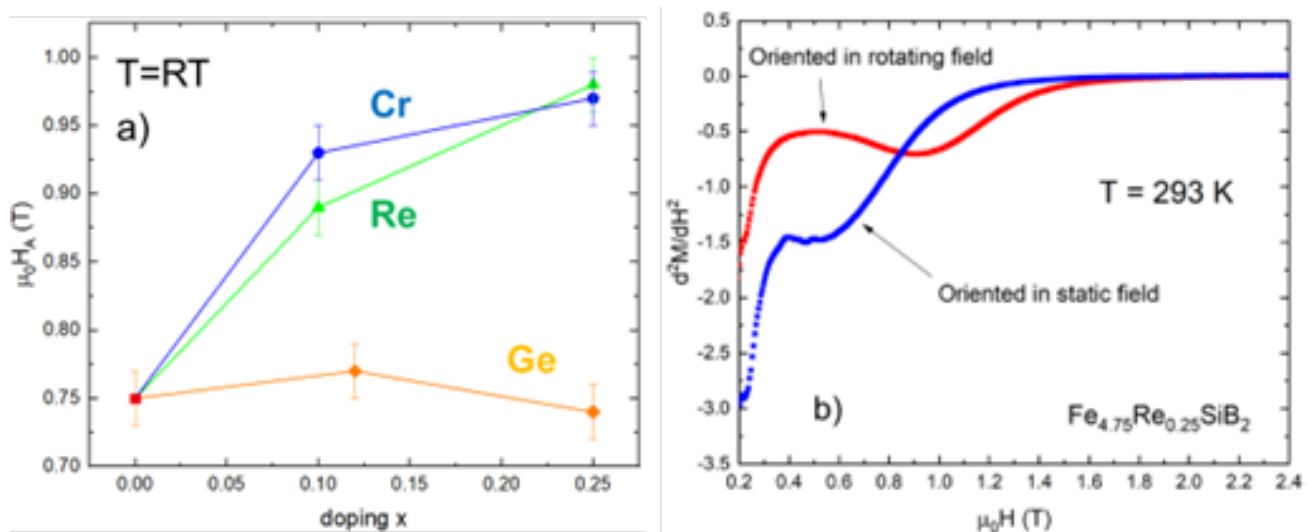 T=RT
a)
Cr
Re
Ge
μ₀H_A (T)
1.00
0.95
0.90
0.85
0.80
0.75
0.70
0.00
0.05
0.10
0.15
0.20
0.25
doping x
Oriented in rotating field
T = 293 K
Oriented in static field
b)
Fe₄.₇₅Re₀.₂₅SiB₂
d²M/dH²
0.5
0.0
-0.5
-1.0
-1.5
-2.0
-2.5
-3.0
-3.5
0.2
0.4
0.6
0.8
1.0
1.2
1.4
1.6
1.8
2.0
2.2
2.4
μ₀H (T)